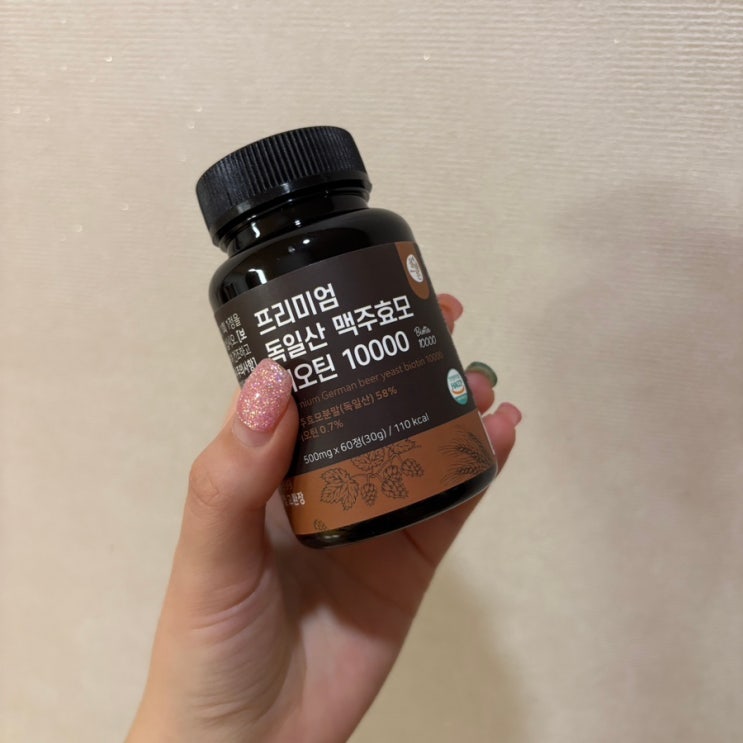 프리미엄
독일산 맥주효모
오틴 10000
Biotin
10000
German beer yeast biotin 10000
주효모분말(독일산) 58%
오틴 0.7%
500mg x 60정(30g) / 110 kcal
HACCP